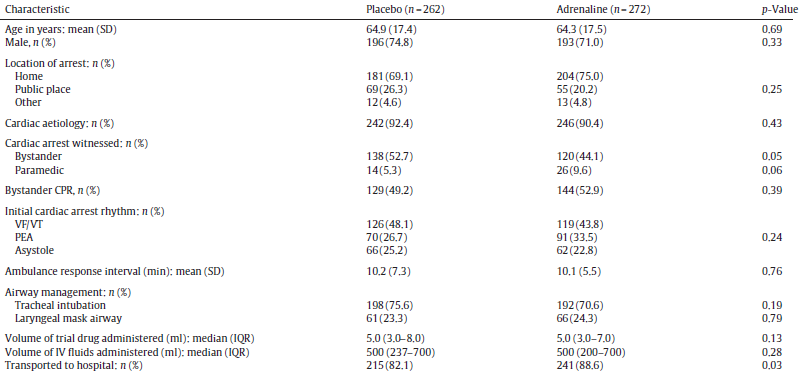 Characteristic Placebo (n=262) Adrenaline (n=272) p-Value
Age in years: mean (SD) 64.9 (17.4) 64.3 (17.5) 0.69
Male, n (%) 196 (74.8) 193 (71.0) 0.33
Location of arrest: n (%)
Home 181 (69.1) 204 (75.0)
Public place 69 (26.3) 55 (20.2) 0.25
Other 12 (4.6) 13 (4.8)
Cardiac aetiology: n (%) 242 (92.4) 246 (90.4) 0.43
Cardiac arrest witnessed: n (%)
Bystander 138 (52.7) 120 (44.1) 0.05
Paramedic 14 (5.3) 26 (9.6) 0.06
Bystander CPR, n (%) 129 (49.2) 144 (52.9) 0.39
Initial cardiac arrest rhythm: n (%)
VF/VT 126 (48.1) 119 (43.8)
PEA 70 (26.7) 91 (33.5) 0.24
Asystole 66 (25.2) 62 (22.8)
Ambulance response interval (min): mean (SD) 10.2 (7.3) 10.1 (5.5) 0.76
Airway management: n (%)
Tracheal intubation 198 (75.6) 192 (70.6) 0.19
Laryngeal mask airway 61 (23.3) 66 (24.3) 0.79
Volume of trial drug administered (ml): median (IQR) 5.0 (3.0–8.0) 5.0 (3.0–7.0) 0.13
Volume of IV fluids administered (ml): median (IQR) 500 (237–700) 500 (200–700) 0.28
Transported to hospital: n (%) 215 (82.1) 241 (88.6) 0.03